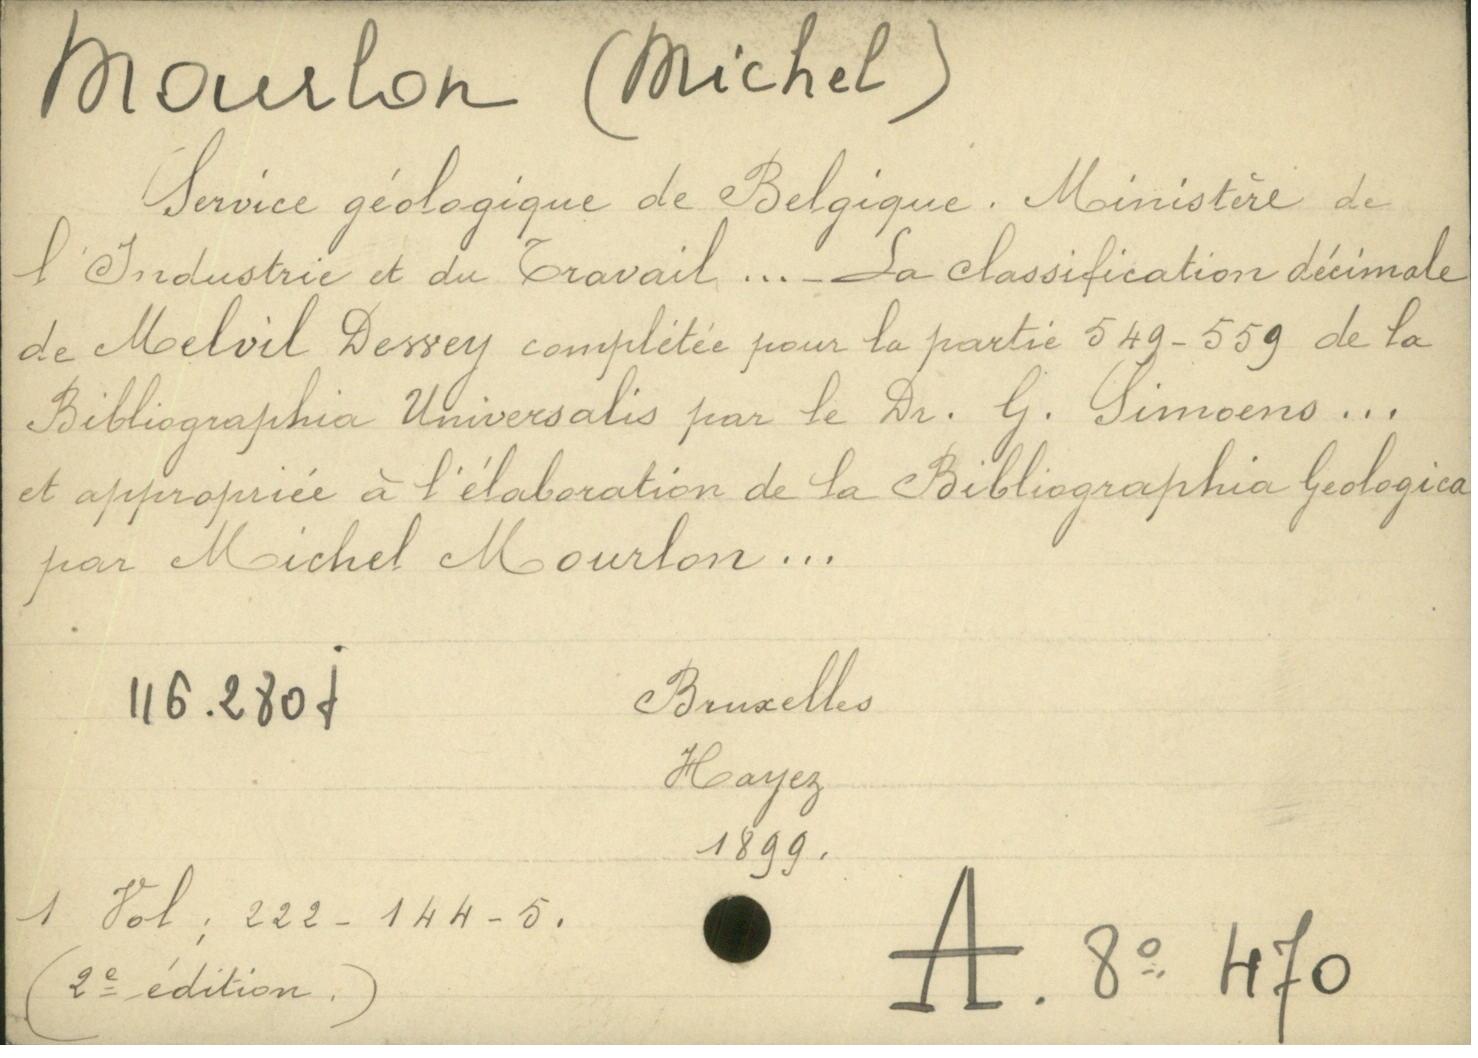 Mourlon (Michel)
Service géologique de Belgique. Ministère de
l'Industrie et du Travail ... - La classification décimale
de Melvil Dewey complétée pour la partie 549-559 de la
Bibliographia Universalis par le Dr. G. Simoens ...
et appropriée à l'élaboration de la Bibliographia Geologica
par Michel Mourlon ...
116.280 j
Bruxelles
Hayez
1899.
1 Vol ; 222 - 144 - 5.
(2e édition.)
A. 8º 470